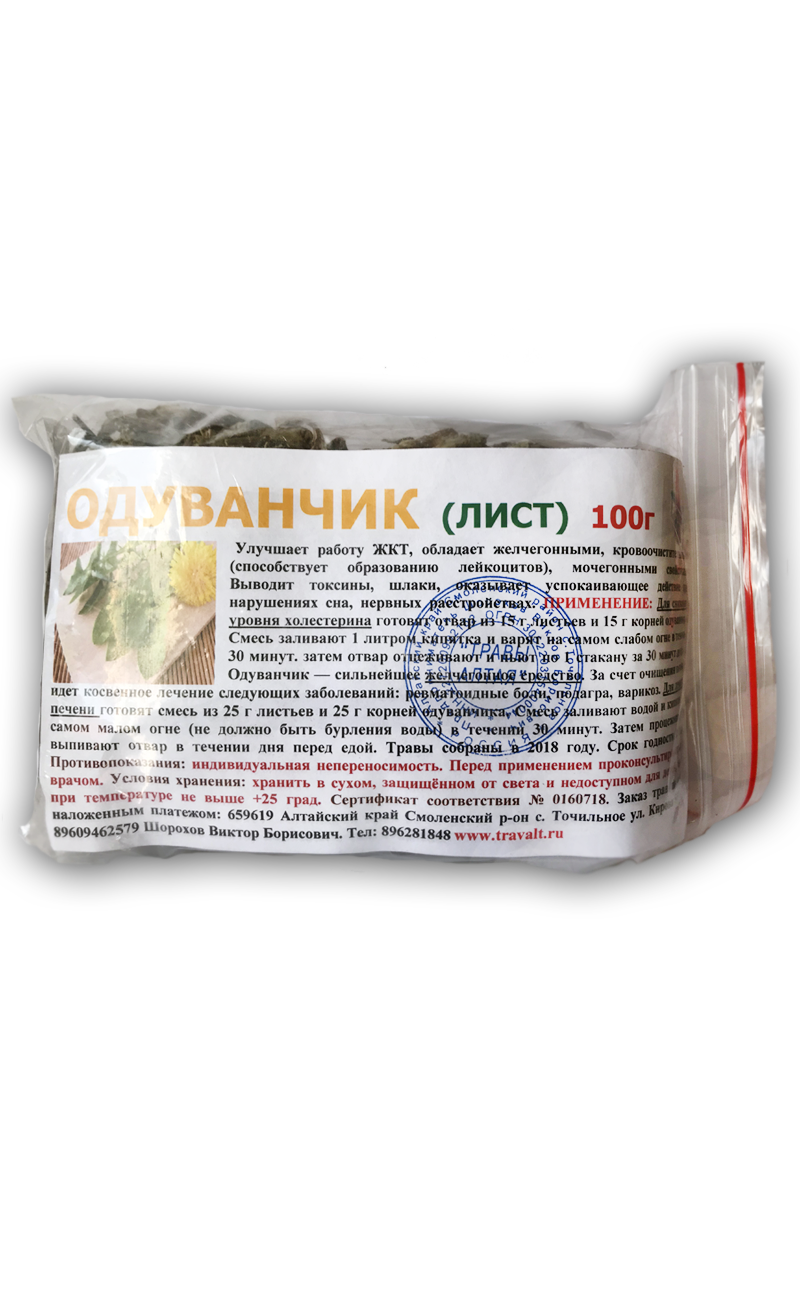 ОДУВАНЧИК (ЛИСТ) 100г
Улучшает работу ЖКТ, обладает желчегонными,
(способствует образованию лейкоцитов), мочегонными
Выводит токсины, шлаки, оказывает успокаивающее действие
нарушениях сна, нервных расстройствах. ПРИМЕНЕНИЕ: Для
уровня холестерина готовят отвар из 15 г листьев и 15 г корней
Смесь заливают 1 литром кипятка и варят на самом слабом огне
30 минут. затем отвар отцеживают и пьют по 1 стакану за 30 минут
Одуванчик — сильнейшее желчегонное средство. За счет очищения
идет косвенное лечение следующих заболеваний: ревматоидные боли, подагра, варикоз. Для
печени готовят смесь из 25 г листьев и 25 г корней одуванчика. Смесь заливают водой и
самом малом огне (не должно быть бурления воды) в течении 30 минут. Затем
выпивают отвар в течении дня перед едой. Травы собраны в 2018 году. Срок
Противопоказания: индивидуальная непереносимость. Перед применением
врачом. Условия хранения: хранить в сухом, защищённом от света и недоступном для
при температуре не выше +25 град. Сертификат соответствия № 0160718. Заказ
наложенным платежом: 659619 Алтайский край Смоленский р-он с. Точильное ул.
89609462579 Шорохов Виктор Борисович. Тел: 896281848 www.travalt.ru
"ТРАВЫ
АЛТАЯ"